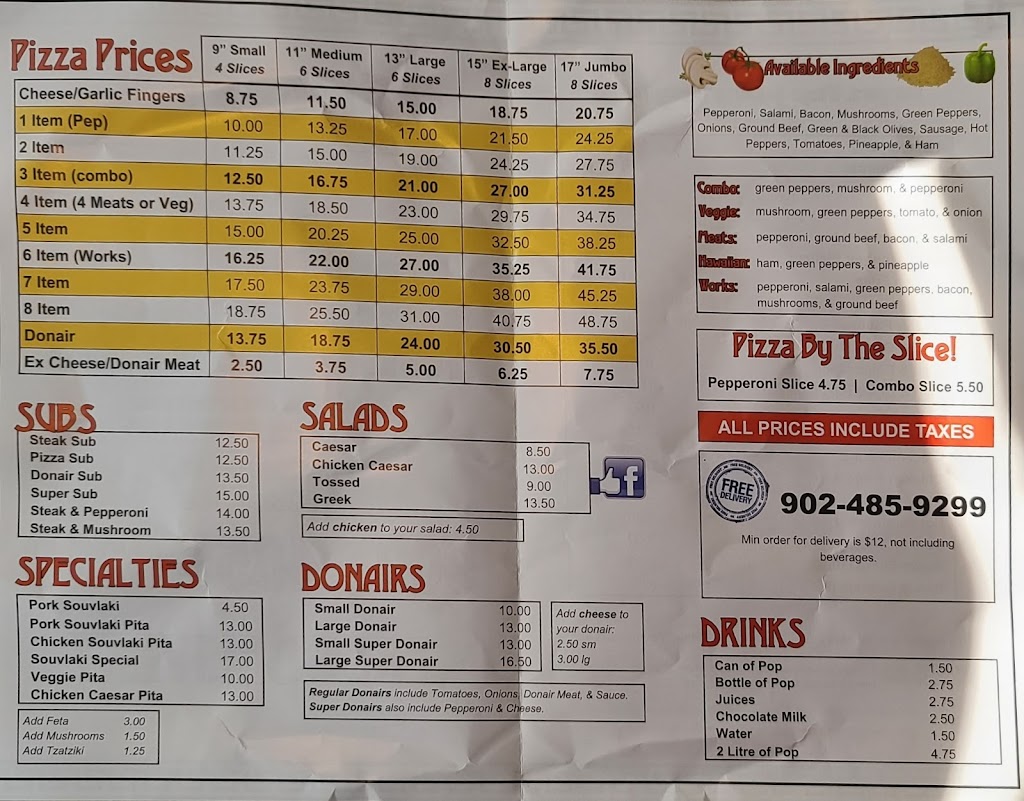 Pizza Prices
9" Small 11" Medium 13" Large 15" Ex-Large 17" Jumbo
4 Slices 6 Slices 6 Slices 8 Slices 8 Slices
Cheese/Garlic Fingers 8.75 11.50 15.00 18.75 20.75
1 Item (Pep) 10.00 13.25 17.00 21.50 24.25
2 Item 11.25 15.00 19.00 24.25 27.75
3 Item (combo) 12.50 16.75 21.00 27.00 31.25
4 Item (4 Meats or Veg) 13.75 18.50 23.00 29.75 34.75
5 Item 15.00 20.25 25.00 32.50 38.25
6 Item (Works) 16.25 22.00 27.00 35.25 41.75
7 Item 17.50 23.75 29.00 38.00 45.25
8 Item 18.75 25.50 31.00 40.75 48.75
Donair 13.75 18.75 24.00 30.50 35.50
Ex Cheese/Donair Meat 2.50 3.75 5.00 6.25 7.75
SUBS
Steak Sub 12.50
Pizza Sub 12.50
Donair Sub 13.50
Super Sub 15.00
Steak & Pepperoni 14.00
Steak & Mushroom 13.50
SPECIALTIES
Pork Souvlaki 4.50
Pork Souvlaki Pita 13.00
Chicken Souvlaki Pita 13.00
Souvlaki Special 17.00
Veggie Pita 10.00
Chicken Caesar Pita 13.00
Add Feta 3.00
Add Mushrooms 1.50
Add Tzatziki 1.25
SALADS
Caesar 8.50
Chicken Caesar 13.00
Tossed 9.00
Greek 13.50
Add chicken to your salad: 4.50
f
DONAIRS
Small Donair 10.00
Large Donair 13.00
Small Super Donair 13.00
Large Super Donair 16.50
Add cheese to
your donair:
2.50 sm
3.00 lg
Regular Donairs include Tomatoes, Onions, Donair Meat, & Sauce.
Super Donairs also include Pepperoni & Cheese.
Available Ingredients
Pepperoni, Salami, Bacon, Mushrooms, Green Peppers,
Onions, Ground Beef, Green & Black Olives, Sausage, Hot
Peppers, Tomatoes, Pineapple, & Ham
Combo: green peppers, mushroom, & pepperoni
Veggie: mushroom, green peppers, tomato, & onion
Meats: pepperoni, ground beef, bacon, & salami
Hawaiian: ham, green peppers, & pineapple
Works: pepperoni, salami, green peppers, bacon,
mushrooms, & ground beef
Pizza By The Slice!
Pepperoni Slice 4.75 | Combo Slice 5.50
ALL PRICES INCLUDE TAXES
FREE
DELIVERY
902-485-9299
Min order for delivery is $12, not including
beverages.
DRINKS
Can of Pop 1.50
Bottle of Pop 2.75
Juices 2.75
Chocolate Milk 2.50
Water 1.50
2 Litre of Pop 4.75